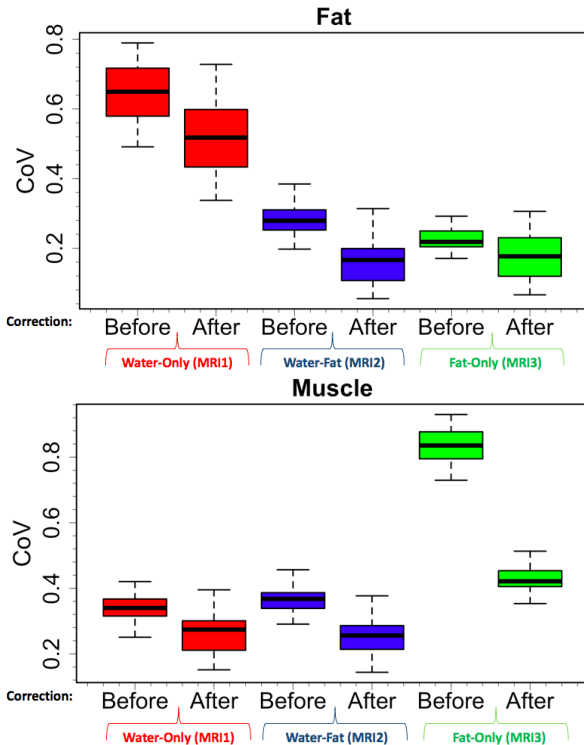 Fat
0.8
0.6
0.4
0.2
CoV
Correction: Before After Before After Before After
Water-Only (MRI1) Water-Fat (MRI2) Fat-Only (MRI3)
Muscle
0.8
0.6
0.4
0.2
CoV
Correction: Before After Before After Before After
Water-Only (MRI1) Water-Fat (MRI2) Fat-Only (MRI3)